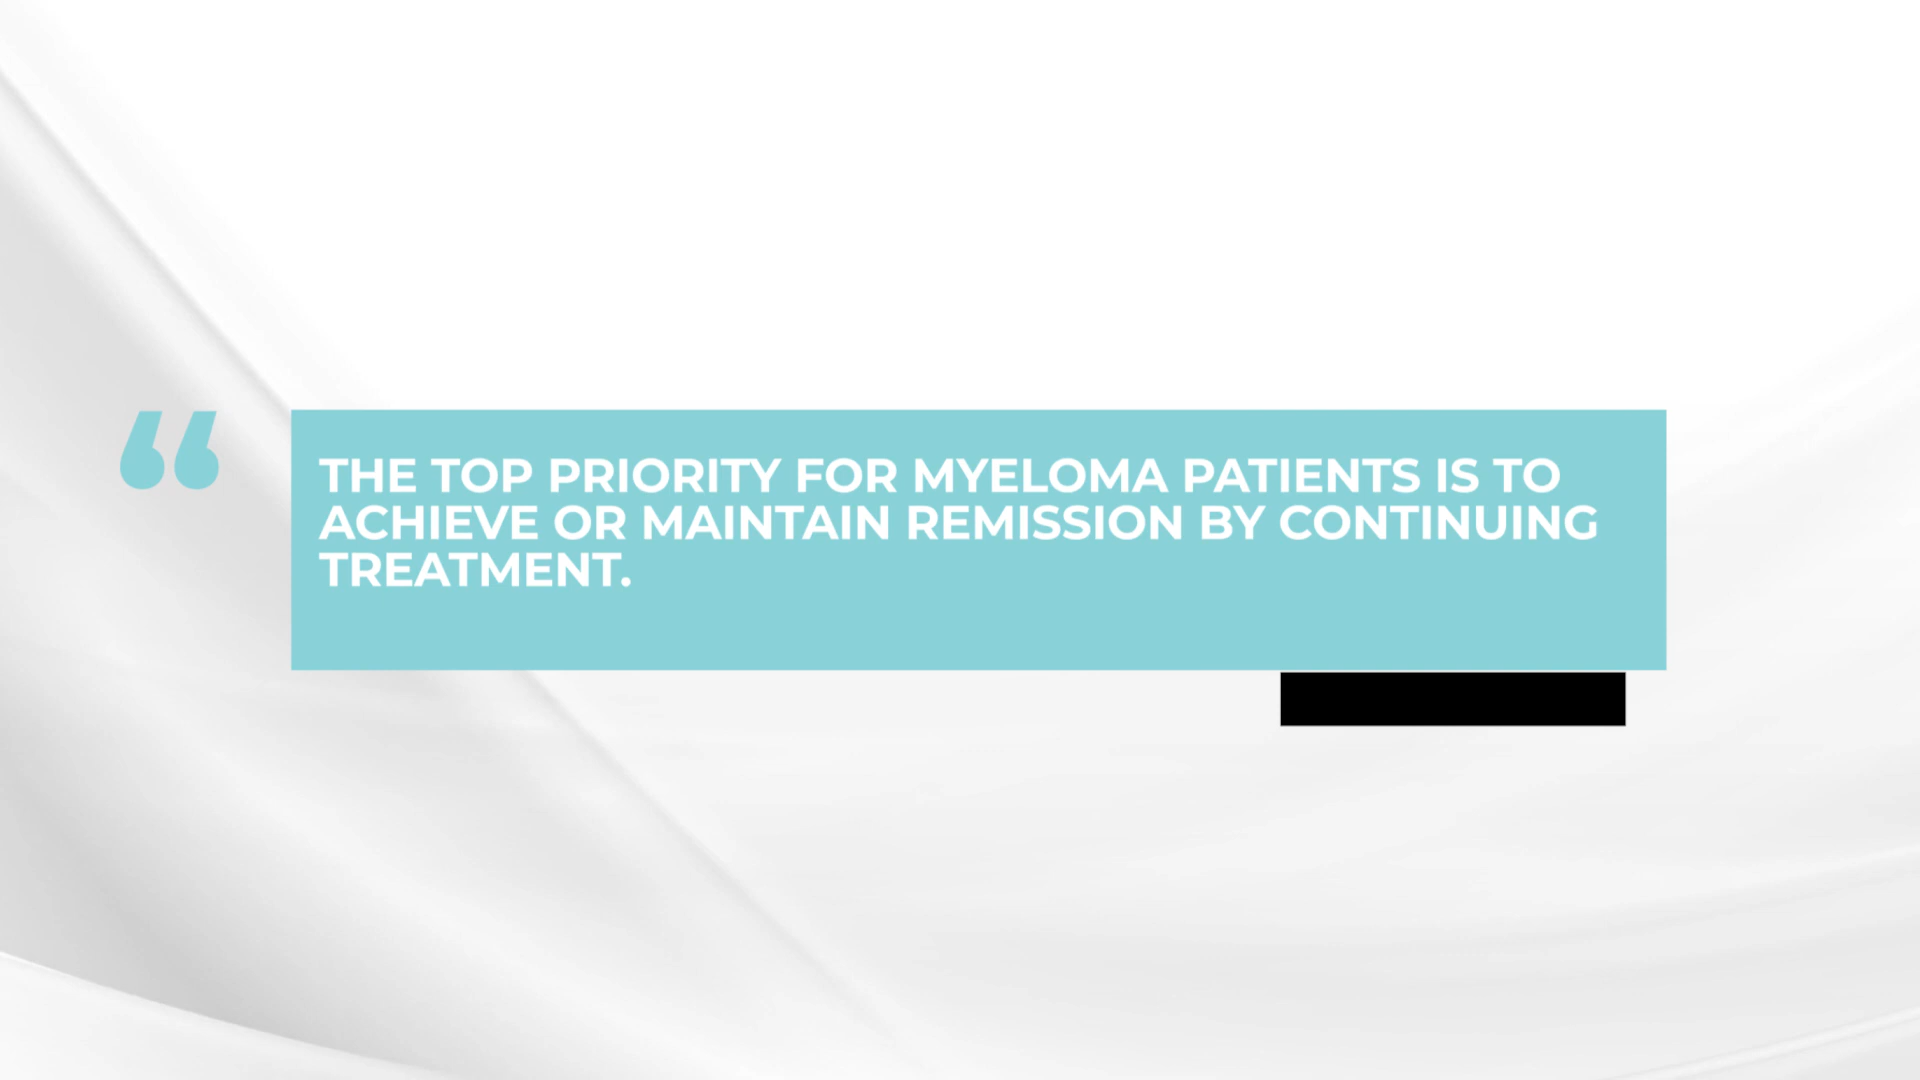 “
THE TOP PRIORITY FOR MYELOMA PATIENTS IS TO
ACHIEVE OR MAINTAIN REMISSION BY CONTINUING
TREATMENT.